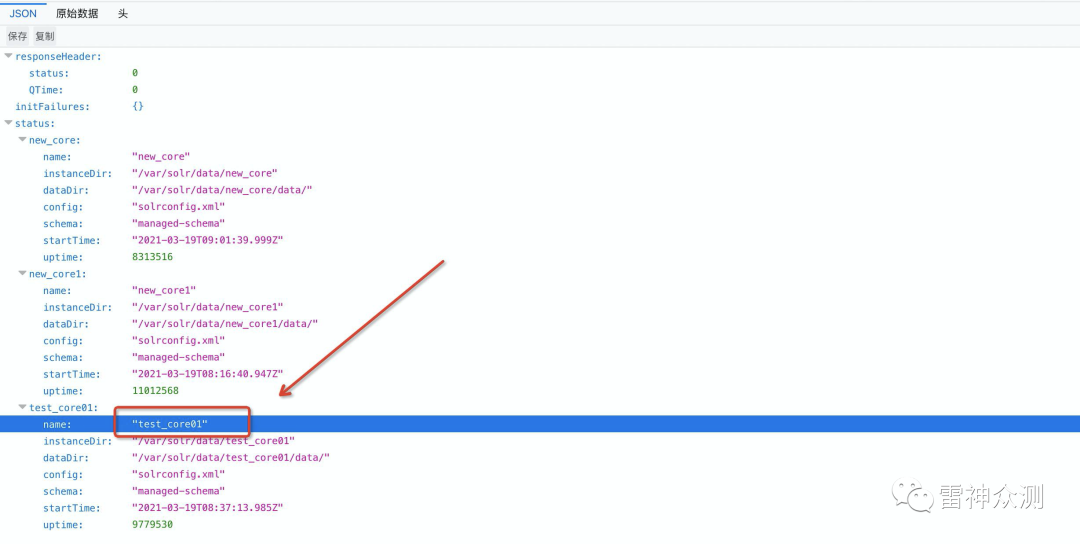 JSON 原始数据 头
保存 复制
responseHeader:
status: 0
QTime: 0
initFailures: {}
status:
new_core:
name: "new_core"
instanceDir: "/var/solr/data/new_core"
dataDir: "/var/solr/data/new_core/data/"
config: "solrconfig.xml"
schema: "managed-schema"
startTime: "2021-03-19T09:01:39.999Z"
uptime: 8313516
new_core1:
name: "new_core1"
instanceDir: "/var/solr/data/new_core1"
dataDir: "/var/solr/data/new_core1/data/"
config: "solrconfig.xml"
schema: "managed-schema"
startTime: "2021-03-19T08:16:40.947Z"
uptime: 11012568
test_core01:
name: "test_core01"
instanceDir: "/var/solr/data/test_core01"
dataDir: "/var/solr/data/test_core01/data/"
config: "solrconfig.xml"
schema: "managed-schema"
startTime: "2021-03-19T08:37:13.985Z"
uptime: 9779530
雷神众测